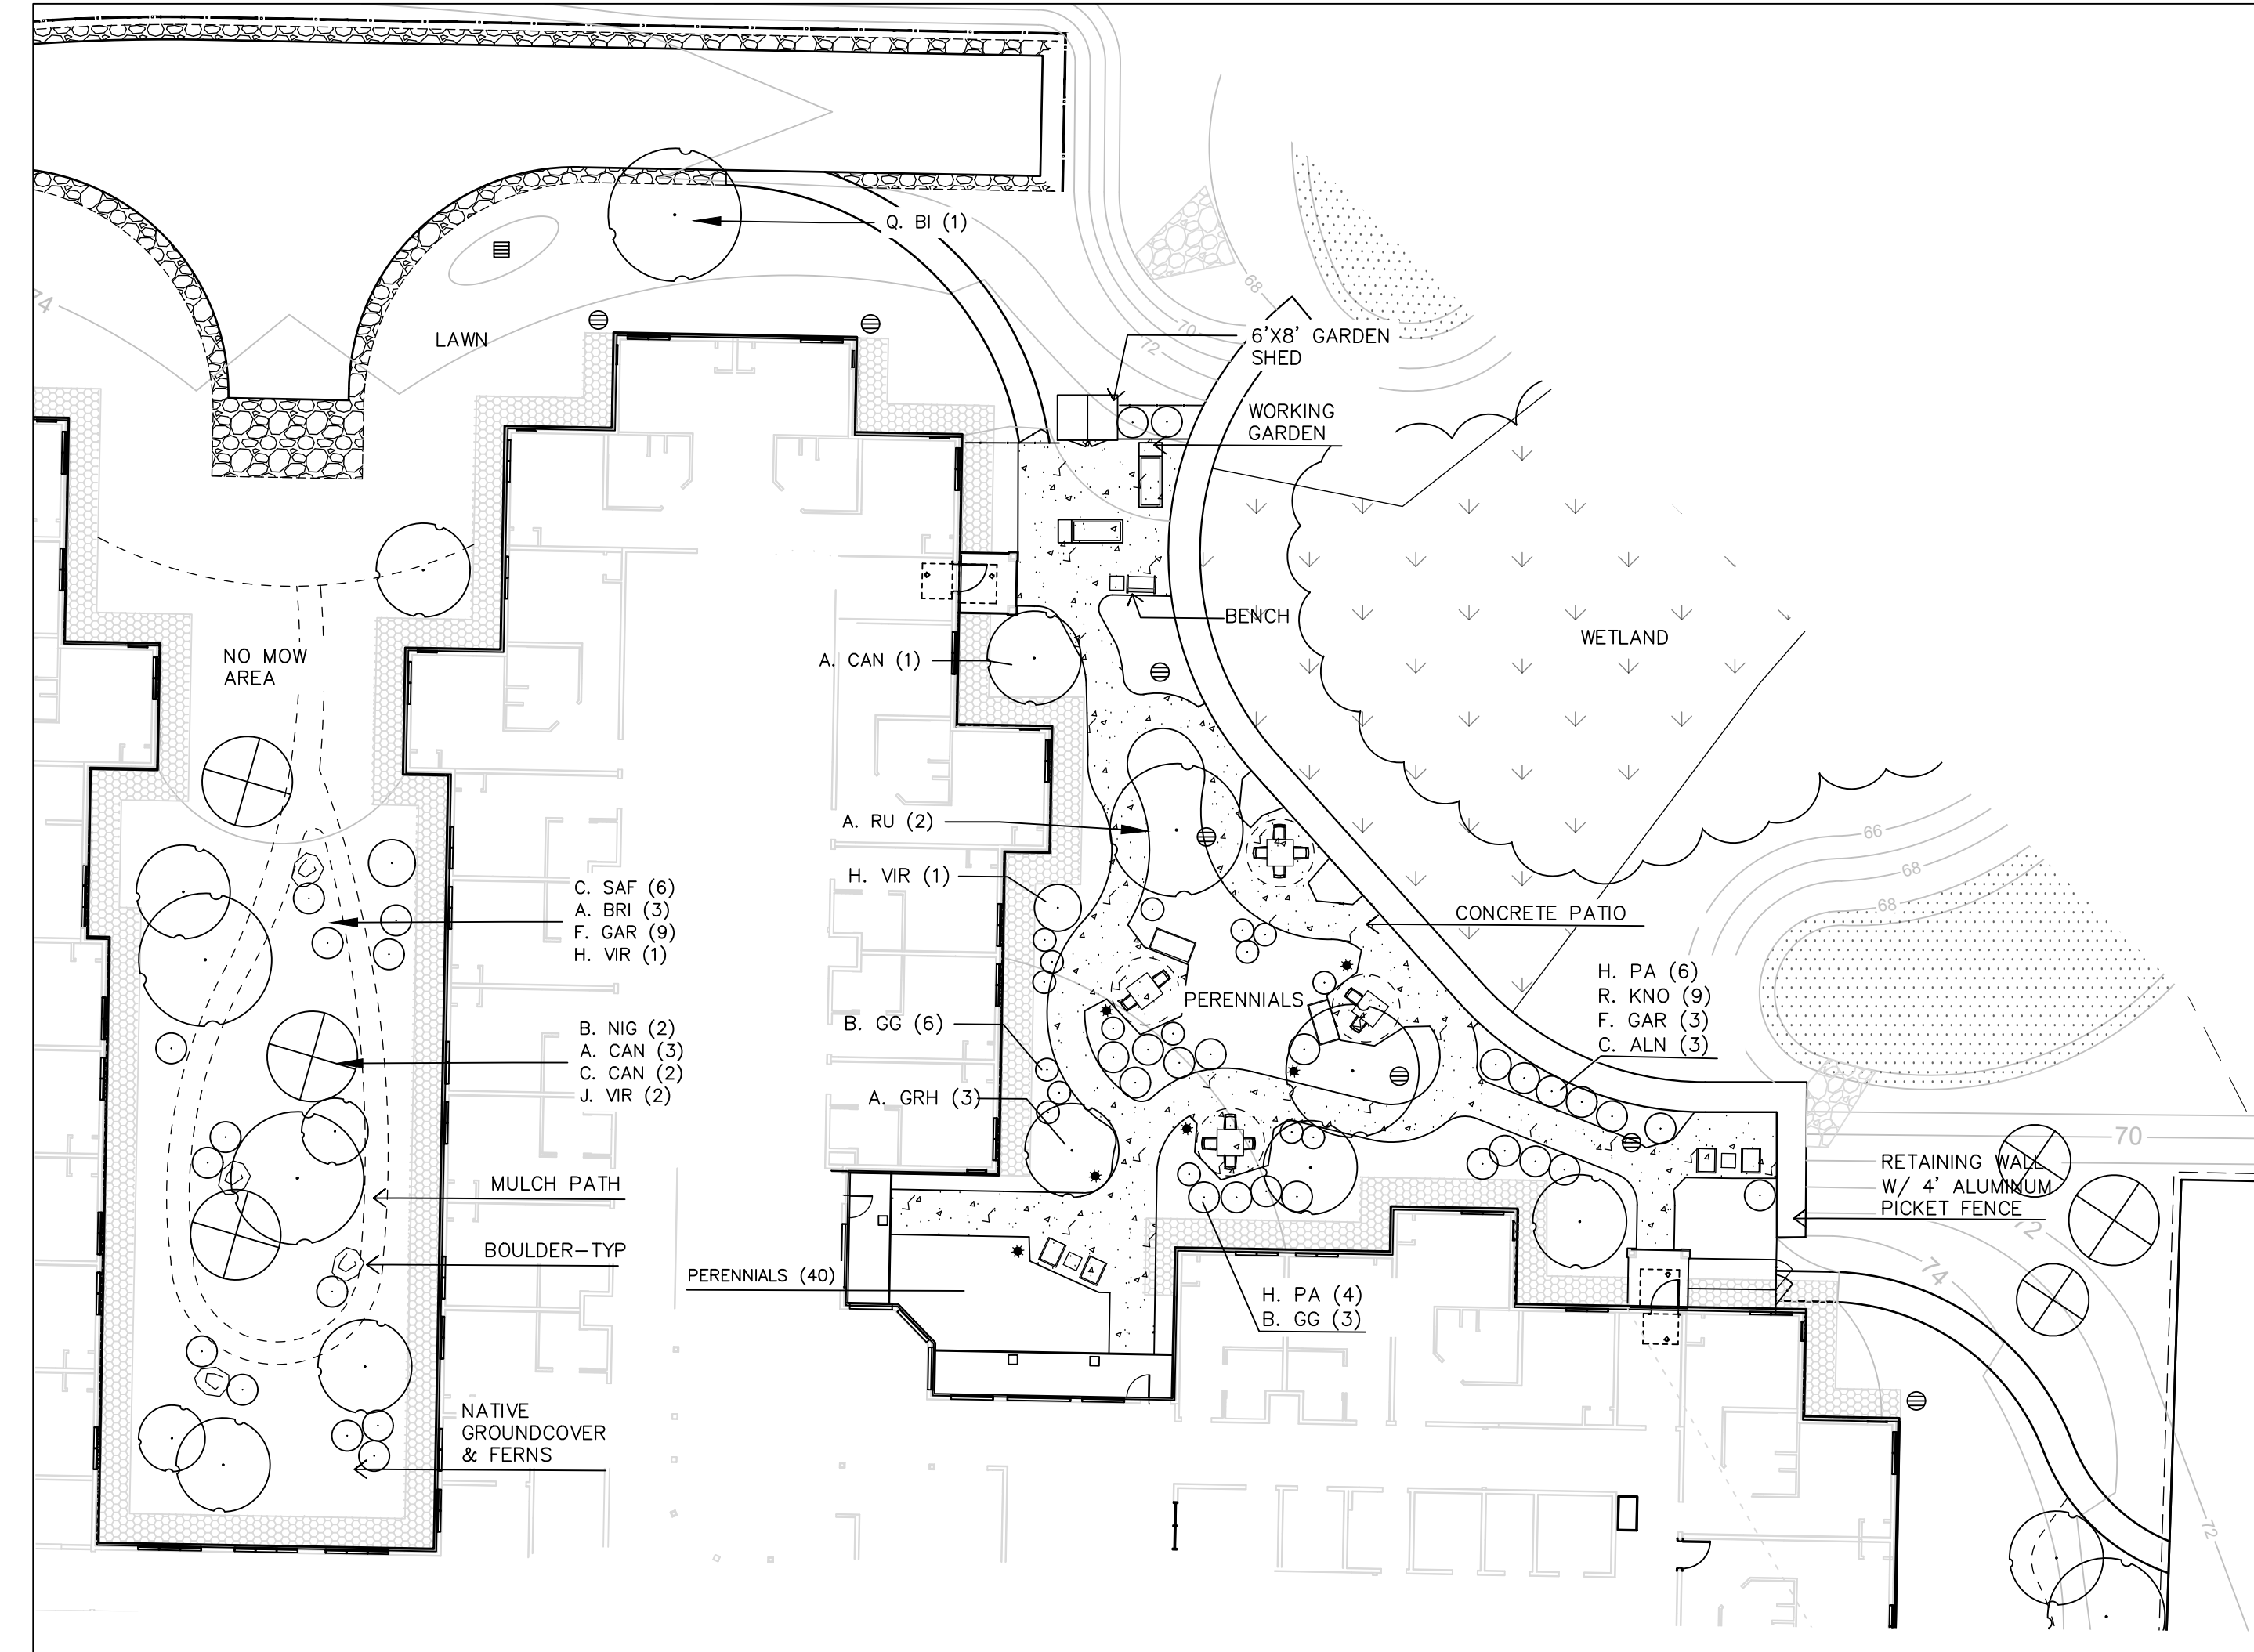 Q. BI (1)
74
LAWN
68
70
72
6'X8' GARDEN
SHED
WORKING
GARDEN
BENCH
WETLAND
NO MOW
AREA
A. CAN (1)
A. RU (2)
H. VIR (1)
66
68
68
C. SAF (6)
A. BRI (3)
F. GAR (9)
H. VIR (1)
CONCRETE PATIO
H. PA (6)
R. KNO (9)
F. GAR (3)
C. ALN (3)
PERENNIALS
B. GG (6)
B. NIG (2)
A. CAN (3)
C. CAN (2)
J. VIR (2)
A. GRH (3)
70
RETAINING WALL
W/ 4' ALUMINUM
PICKET FENCE
72
MULCH PATH
BOULDER-TYP
PERENNIALS (40)
74
H. PA (4)
B. GG (3)
NATIVE
GROUNDCOVER
& FERNS
72